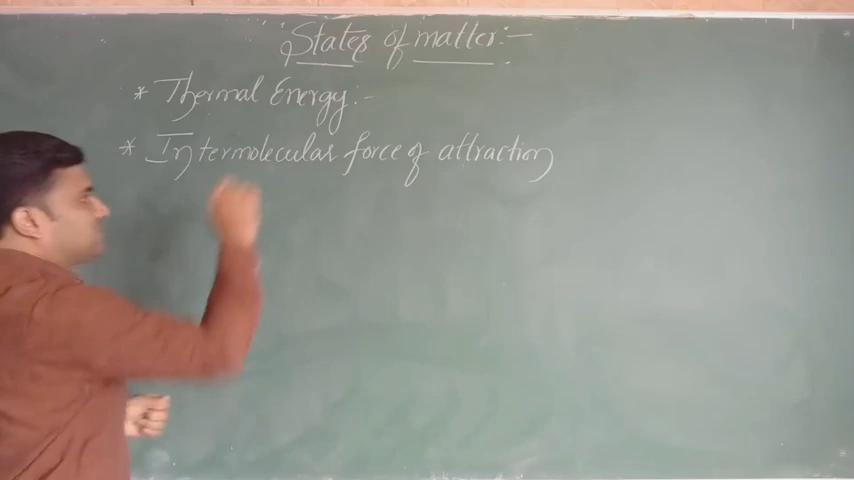 States of matter:-
* Thermal Energy:-
* Intermolecular force of attraction